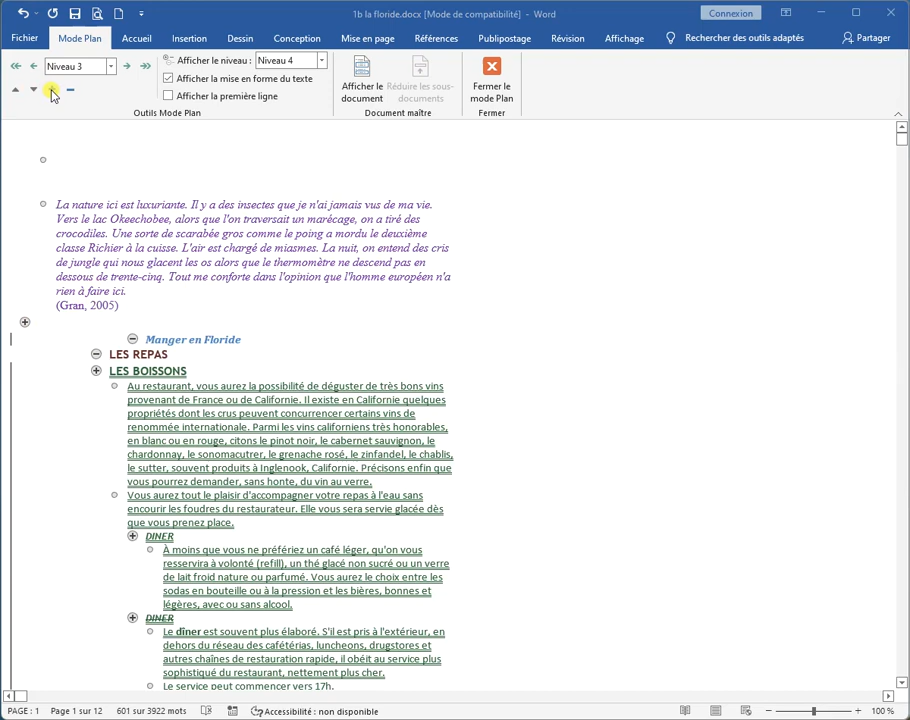 1b la floride.docx [Mode de compatibilité] - Word
Connexion
Fichier
Mode Plan
Accueil
Insertion
Dessin
Conception
Mise en page
Références
Publipostage
Révision
Affichage
Rechercher des outils adaptés
Partager
Niveau 3
Afficher le niveau :
Niveau 4
Afficher la mise en forme du texte
Afficher la première ligne
Outils Mode Plan
Afficher le document
Réduire les sous-documents
Document maître
Fermer le mode Plan
Fermer
La nature ici est luxuriante. Il y a des insectes que je n'ai jamais vus de ma vie.
Vers le lac Okeechobee, alors que l'on traversait un marécage, on a tiré des
crocodiles. Une sorte de scarabée gros comme le poing a mordu le deuxième
classe Richier à la cuisse. L'air est chargé de miasmes. La nuit, on entend des cris
de jungle qui nous glacent les os alors que le thermomètre ne descend pas en
dessous de trente-cinq. Tout me conforte dans l'opinion que l'homme européen n'a
rien à faire ici.
(Gran, 2005)
Manger en Floride
LES REPAS
LES BOISSONS
Au restaurant, vous aurez la possibilité de déguster de très bons vins
provenant de France ou de Californie. Il existe en Californie quelques
propriétés dont les crus peuvent concurrencer certains vins de
renommée internationale. Parmi les vins californiens très honorables,
en blanc ou en rouge, citons le pinot noir, le cabernet sauvignon, le
chardonnay, le sonomacutrer, le grenache rosé, le zinfandel, le chablis,
le sutter, souvent produits à Inglenook, Californie. Précisons enfin que
vous pourrez demander, sans honte, du vin au verre.
Vous aurez tout le plaisir d'accompagner votre repas à l'eau sans
encourir les foudres du restaurateur. Elle vous sera servie glacée dès
que vous prenez place.
DINER
À moins que vous ne préfériez un café léger, qu'on vous
resservira à volonté (refill), un thé glacé non sucré ou un verre
de lait froid nature ou parfumé. Vous aurez le choix entre les
sodas en bouteille ou à la pression et les bières, bonnes et
légères, avec ou sans alcool.
DINER
Le dîner est souvent plus élaboré. S'il est pris à l'extérieur, en
dehors du réseau des cafétérias, luncheons, drugstores et
autres chaînes de restauration rapide, il obéit au service plus
sophistiqué du restaurant, nettement plus cher.
Le service peut commencer vers 17h.
PAGE : 1
Page 1 sur 12
601 sur 3922 mots
Accessibilité : non disponible
100 %